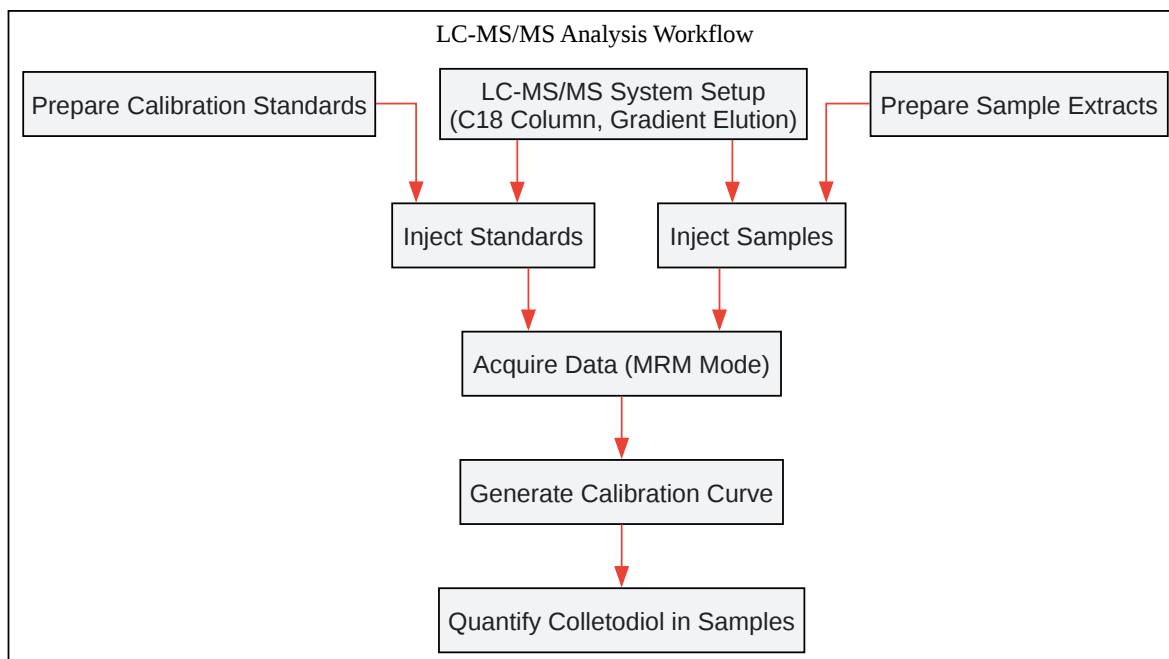 LC-MS/MS Analysis Workflow
Prepare Calibration Standards
LC-MS/MS System Setup
(C18 Column, Gradient Elution)
Prepare Sample Extracts
Inject Standards
Inject Samples
Acquire Data (MRM Mode)
Generate Calibration Curve
Quantify Colletodiol in Samples